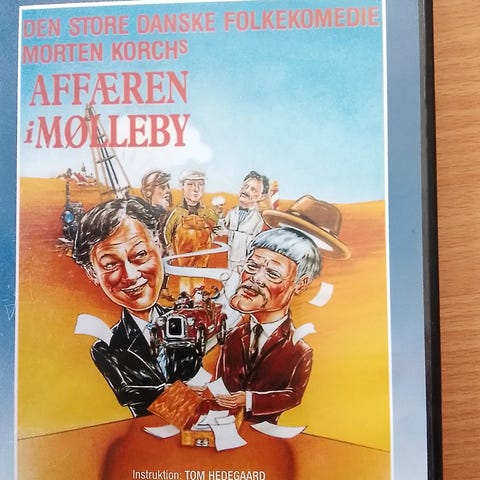 DEN STORE DANSKE FOLKEKOMEDIE
MORTEN KORCHs
AFFÆREN
i MØLLEBY
Instruktion: TOM HEDEGAARD